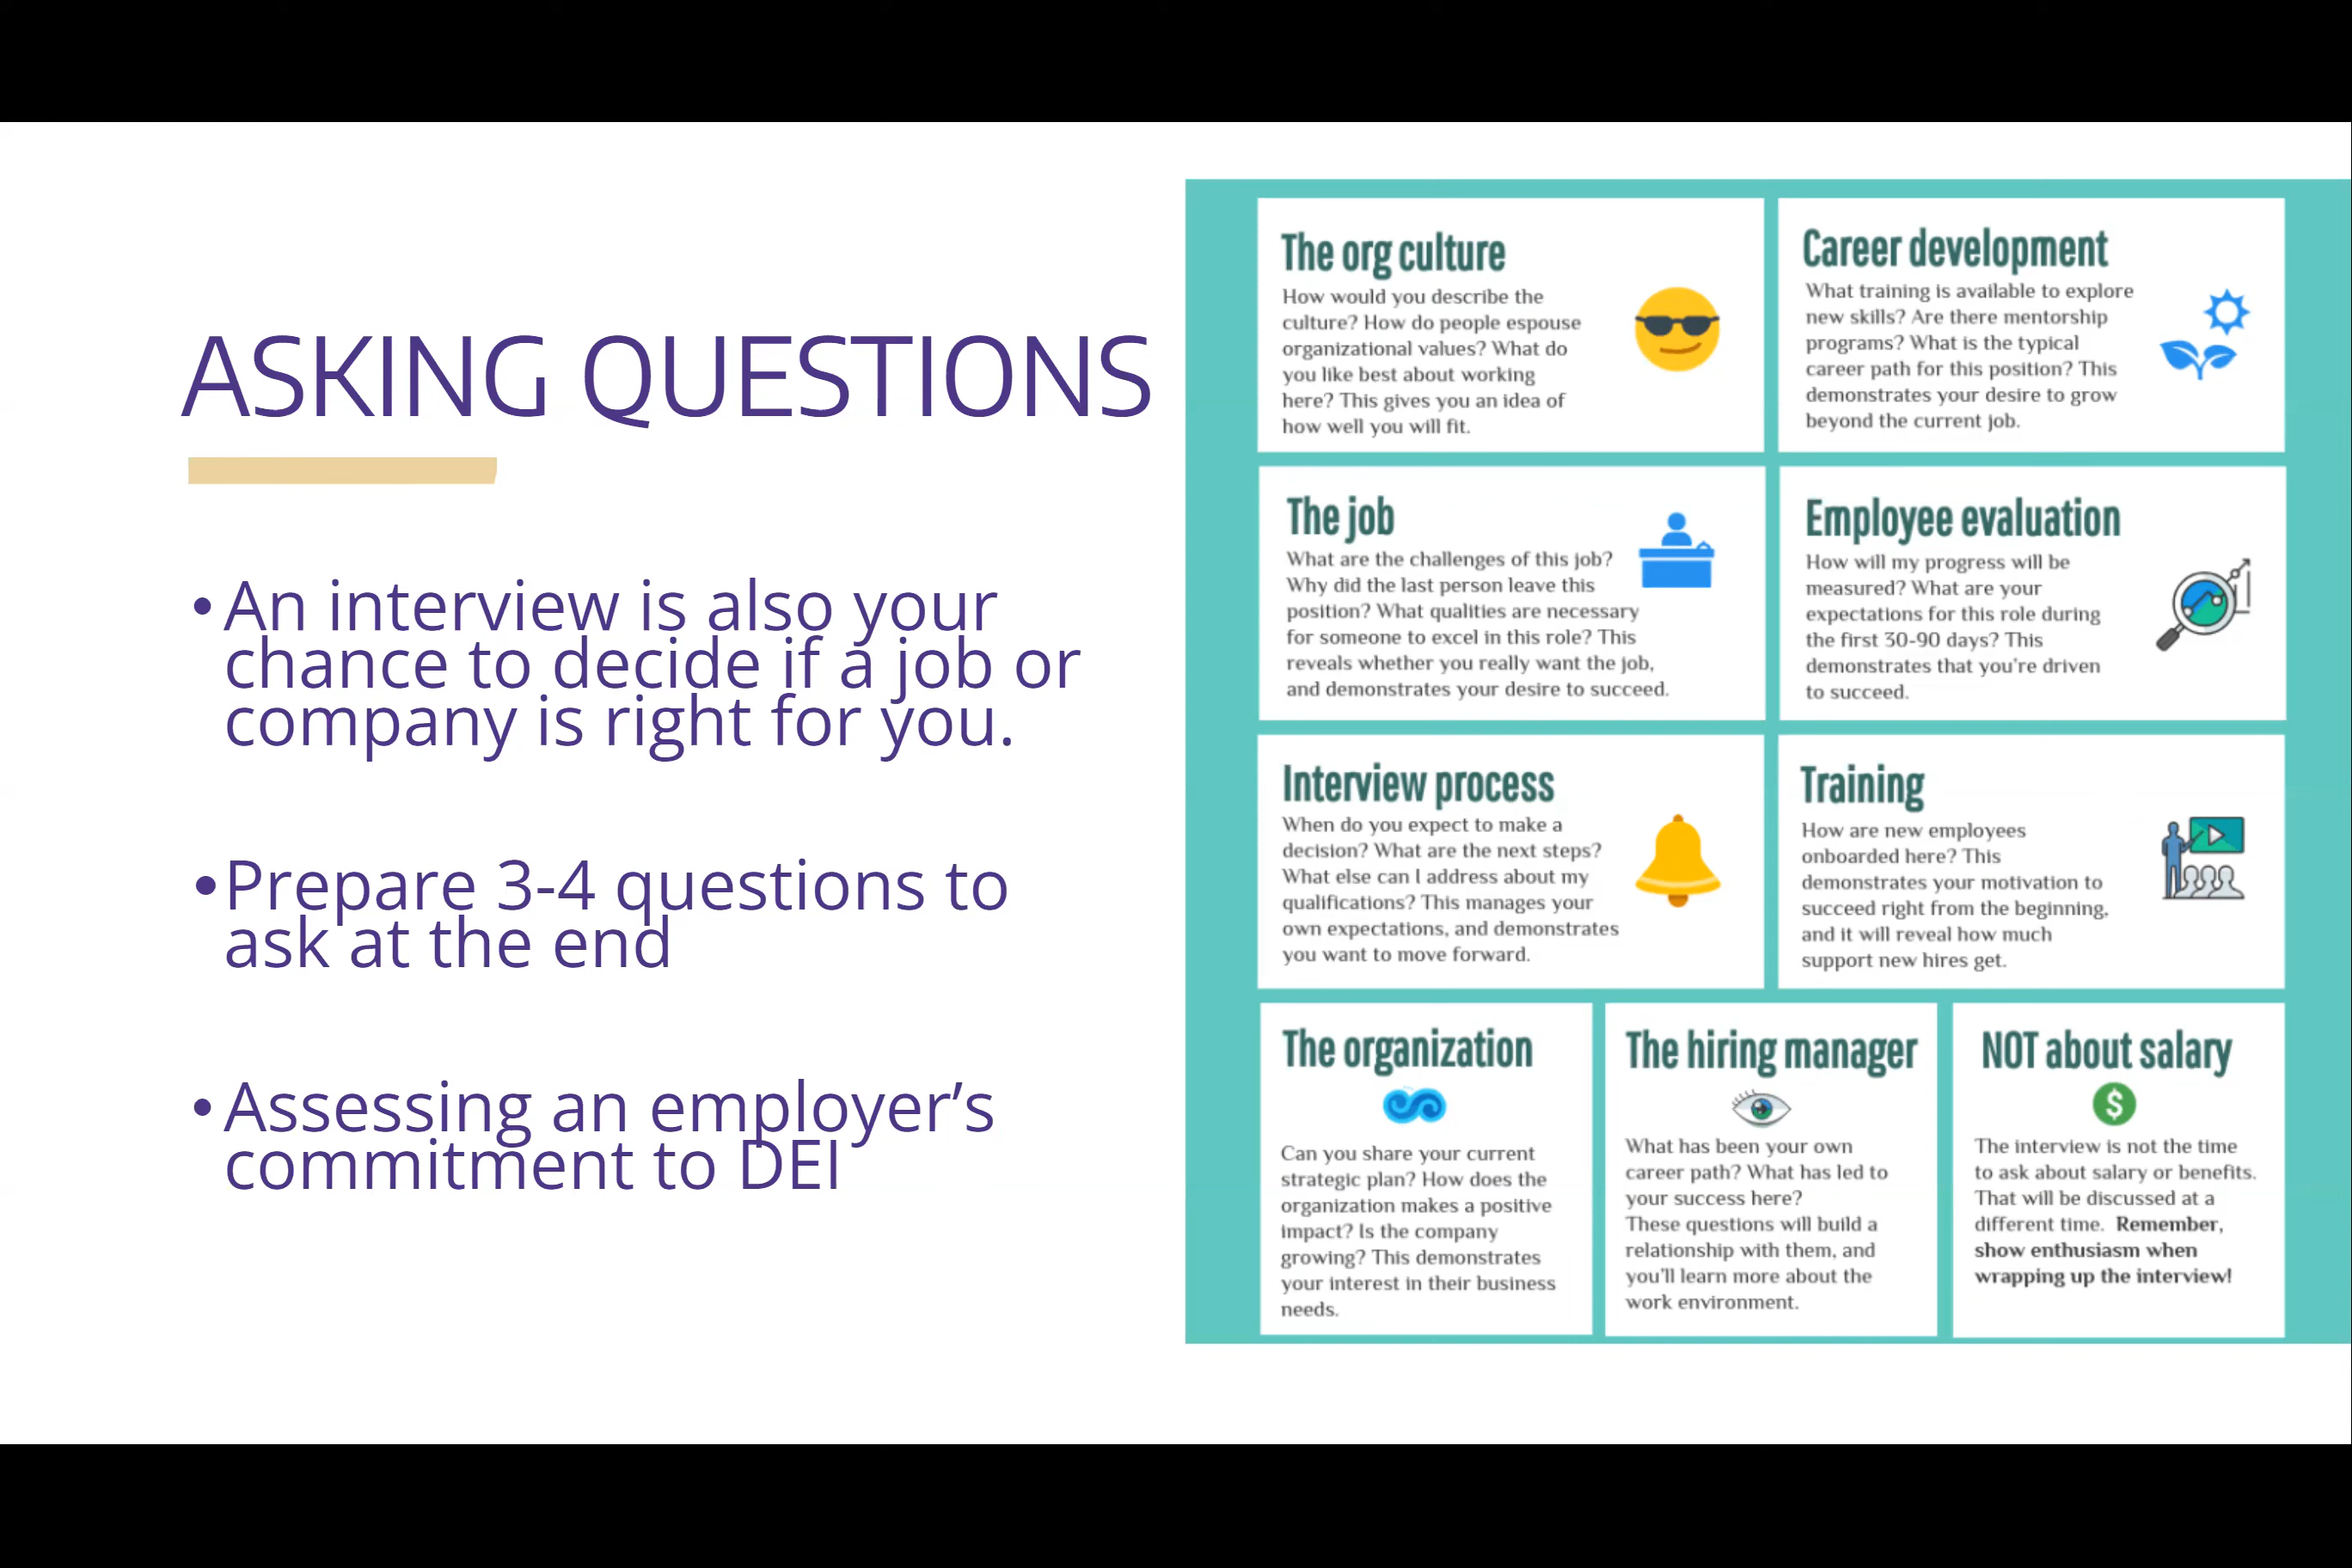 ASKING QUESTIONS
•An interview is also your
chance to decide if a job or
company is right for you.
•Prepare 3-4 questions to
ask at the end
•Assessing an employer’s
commitment to DEI
The org culture
How would you describe the
culture? How do people espouse
organizational values? What do
you like best about working
here? This gives you an idea of
how well you will fit.
Career development
What training is available to explore
new skills? Are there mentorship
programs? What is the typical
career path for this position? This
demonstrates your desire to grow
beyond the current job.
The job
What are the challenges of this job?
Why did the last person leave this
position? What qualities are necessary
for someone to excel in this role? This
reveals whether you really want the job,
and demonstrates your desire to succeed.
Employee evaluation
How will my progress will be
measured? What are your
expectations for this role during
the first 30-90 days? This
demonstrates that you’re driven
to succeed.
Interview process
When do you expect to make a
decision? What are the next steps?
What else can I address about my
qualifications? This manages your
own expectations, and demonstrates
you want to move forward.
Training
How are new employees
onboarded here? This
demonstrates your motivation to
succeed right from the beginning,
and it will reveal how much
support new hires get.
The organization
Can you share your current
strategic plan? How does the
organization makes a positive
impact? Is the company
growing? This demonstrates
your interest in their business
needs.
The hiring manager
What has been your own
career path? What has led to
your success here?
These questions will build a
relationship with them, and
you’ll learn more about the
work environment.
NOT about salary
$
The interview is not the time
to ask about salary or benefits.
That will be discussed at a
different time. Remember,
show enthusiasm when
wrapping up the interview!